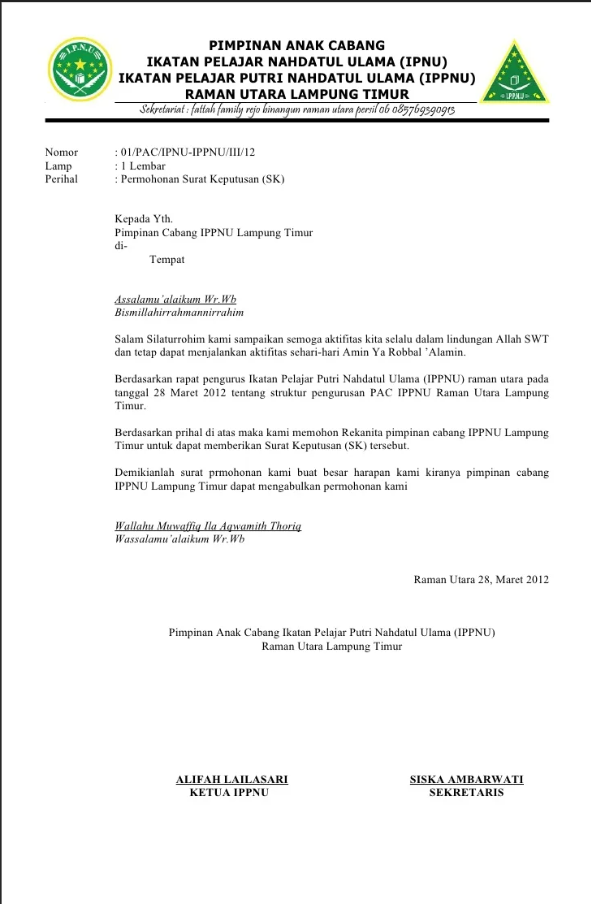 I.P.N.U
PIMPINAN ANAK CABANG
IKATAN PELAJAR NAHDATUL ULAMA (IPNU)
IKATAN PELAJAR PUTRI NAHDATUL ULAMA (IPPNU)
RAMAN UTARA LAMPUNG TIMUR
IPPNU
Sekretariat : fattah family rejo binangun raman utara persil 06 085769390913
Nomor : 01/PAC/IPNU-IPPNU/III/12
Lamp : 1 Lembar
Perihal : Permohonan Surat Keputusan (SK)
Kepada Yth.
Pimpinan Cabang IPPNU Lampung Timur
di-
Tempat
Assalamu’alaikum Wr.Wb
Bismillahirrahmannirrahim
Salam Silaturrohim kami sampaikan semoga aktifitas kita selalu dalam lindungan Allah SWT
dan tetap dapat menjalankan aktifitas sehari-hari Amin Ya Robbal ’Alamin.
Berdasarkan rapat pengurus Ikatan Pelajar Putri Nahdatul Ulama (IPPNU) raman utara pada
tanggal 28 Maret 2012 tentang struktur pengurusan PAC IPPNU Raman Utara Lampung
Timur.
Berdasarkan prihal di atas maka kami memohon Rekanita pimpinan cabang IPPNU Lampung
Timur untuk dapat memberikan Surat Keputusan (SK) tersebut.
Demikianlah surat prmohonan kami buat besar harapan kami kiranya pimpinan cabang
IPPNU Lampung Timur dapat mengabulkan permohonan kami
Wallahu Muwaffiq Ila Aqwamith Thoriq
Wassalamu’alaikum Wr.Wb
Raman Utara 28, Maret 2012
Pimpinan Anak Cabang Ikatan Pelajar Putri Nahdatul Ulama (IPPNU)
Raman Utara Lampung Timur
ALIFAH LAILASARI SISKA AMBARWATI
KETUA IPPNU SEKRETARIS